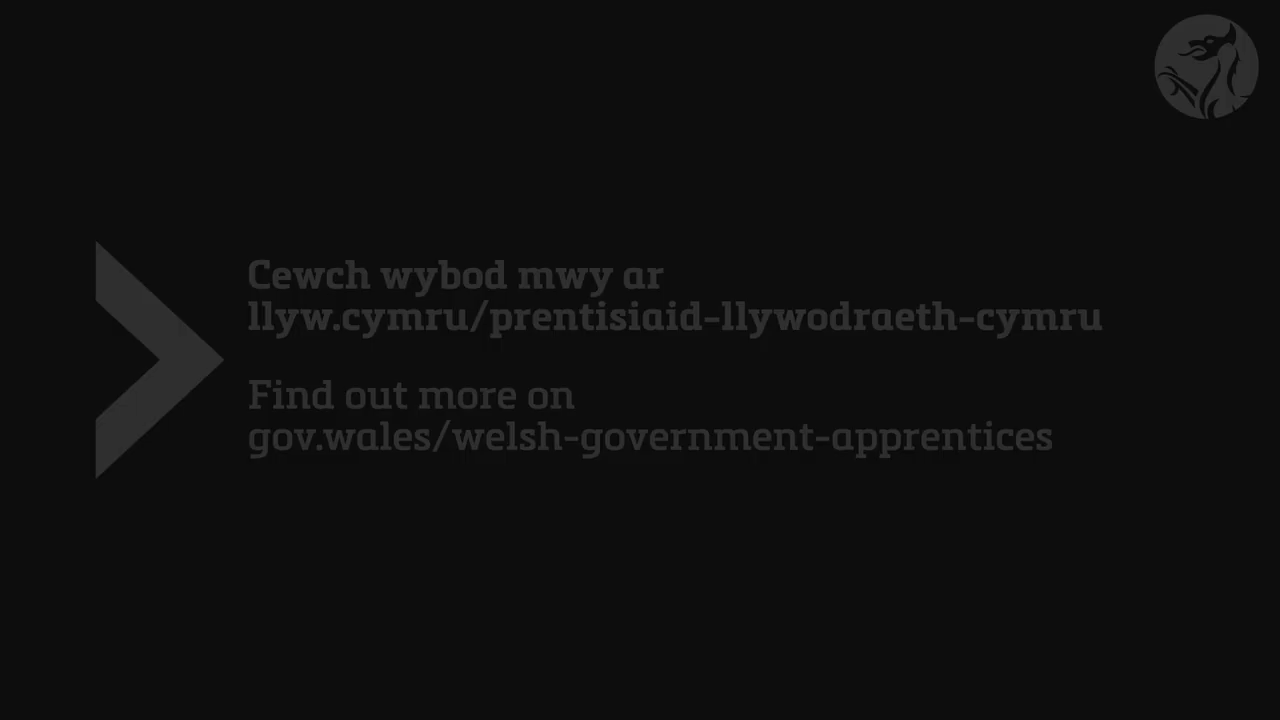 Cewch wybod mwy ar
llyw.cymru/prentisiaid-llywodraeth-cymru
Find out more on
gov.wales/welsh-government-apprentices